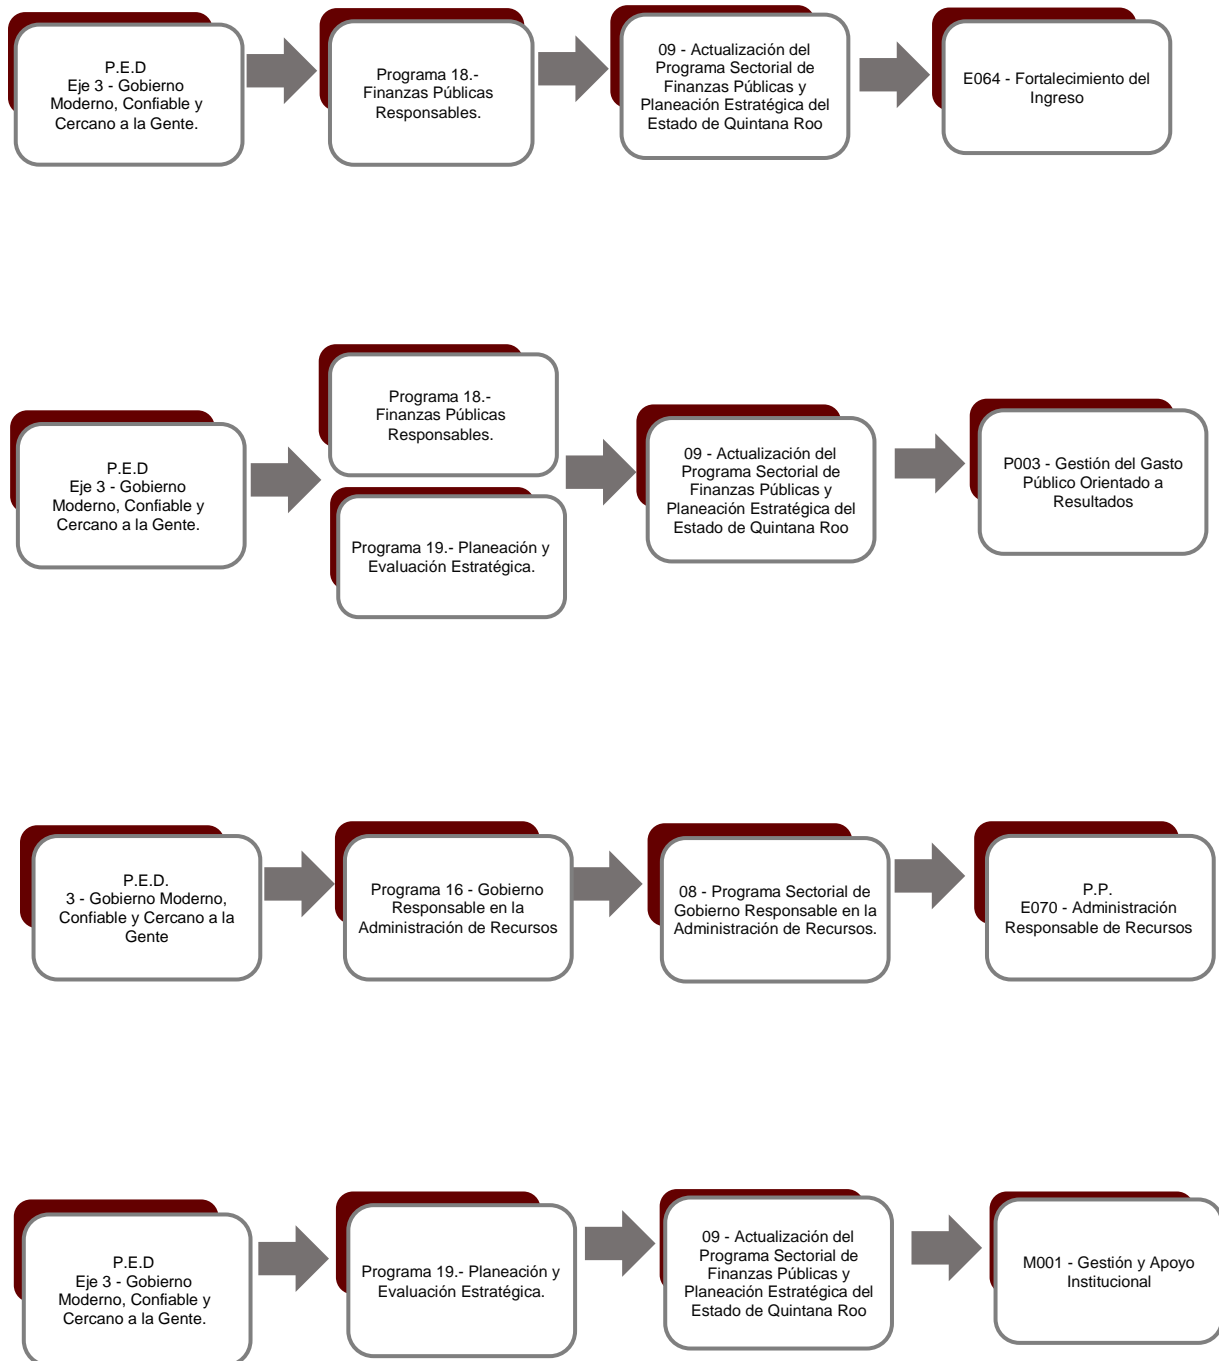 P.E.D
Eje 3 - Gobierno
Moderno, Confiable y
Cercano a la Gente.
Programa 18.-
Finanzas Públicas
Responsables.
09 - Actualización del
Programa Sectorial de
Finanzas Públicas y
Planeación Estratégica del
Estado de Quintana Roo
E064 - Fortalecimiento del
Ingreso
P.E.D
Eje 3 - Gobierno
Moderno, Confiable y
Cercano a la Gente.
Programa 18.-
Finanzas Públicas
Responsables.
Programa 19.- Planeación y
Evaluación Estratégica.
09 - Actualización del
Programa Sectorial de
Finanzas Públicas y
Planeación Estratégica del
Estado de Quintana Roo
P003 - Gestión del Gasto
Público Orientado a
Resultados
P.E.D.
3 - Gobierno Moderno,
Confiable y Cercano a la
Gente
Programa 16 - Gobierno
Responsable en la
Administración de Recursos
08 - Programa Sectorial de
Gobierno Responsable en la
Administración de Recursos.
P.P.
E070 - Administración
Responsable de Recursos
P.E.D
Eje 3 - Gobierno
Moderno, Confiable y
Cercano a la Gente.
Programa 19.- Planeación y
Evaluación Estratégica.
09 - Actualización del
Programa Sectorial de
Finanzas Públicas y
Planeación Estratégica del
Estado de Quintana Roo
M001 - Gestión y Apoyo
Institucional